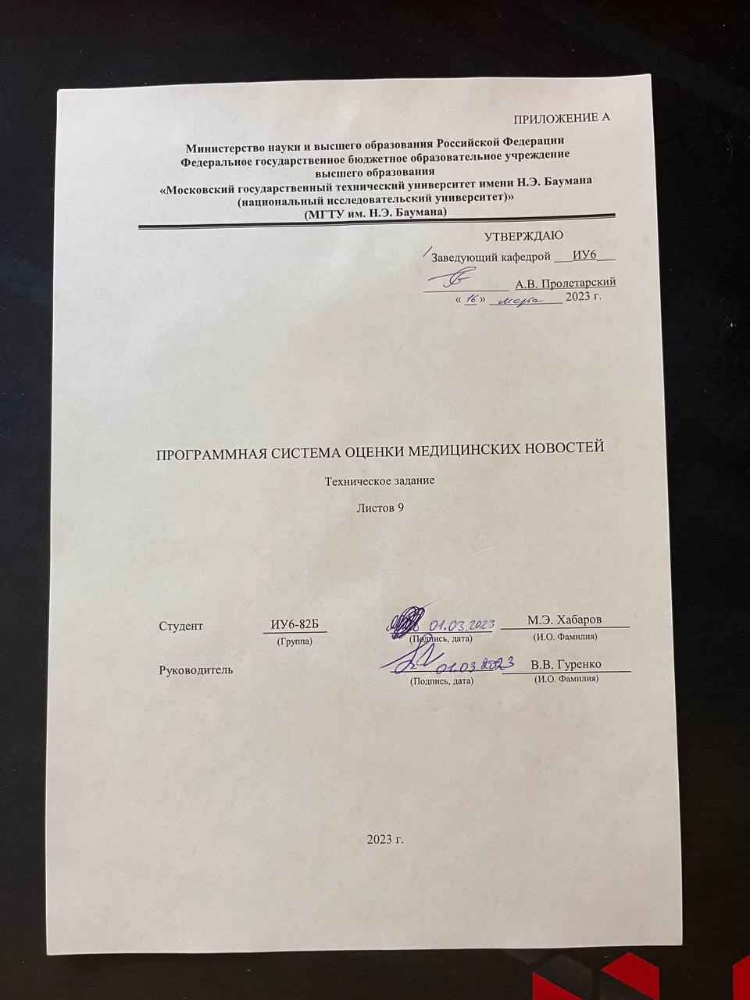 ПРИЛОЖЕНИЕ А
Министерство науки и высшего образования Российской Федерации
Федеральное государственное бюджетное образовательное учреждение
высшего образования
«Московский государственный технический университет имени Н.Э. Баумана
(национальный исследовательский университет)»
(МГТУ им. Н.Э. Баумана)
УТВЕРЖДАЮ
Заведующий кафедрой ИУ6
А.В. Пролетарский
« 16 » марта 2023 г.
ПРОГРАММНАЯ СИСТЕМА ОЦЕНКИ МЕДИЦИНСКИХ НОВОСТЕЙ
Техническое задание
Листов 9
Студент ИУ6-82Б 01.03.2023 М.Э. Хабаров
(Группа) (Подпись, дата) (И.О. Фамилия)
Руководитель 01.03.2023 В.В. Гуренко
(Подпись, дата) (И.О. Фамилия)
2023 г.